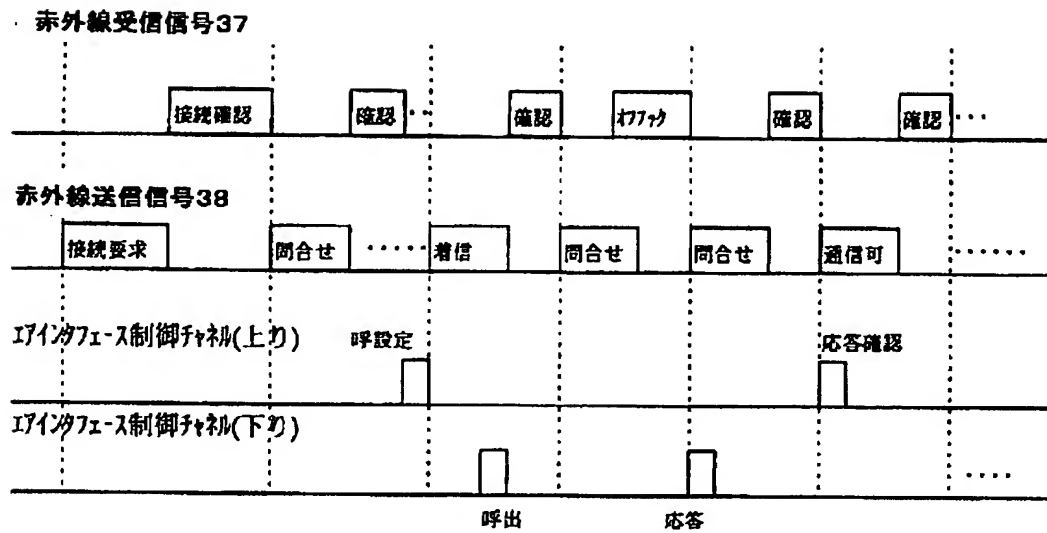 赤外線受信信号37
接続確認
確認
確認
オフフック
確認
確認
赤外線送信信号38
接続要求
問合せ
着信
問合せ
問合せ
通信可
エアインタフェース制御チャネル(上り)
呼設定
応答確認
エアインタフェース制御チャネル(下り)
呼出
応答